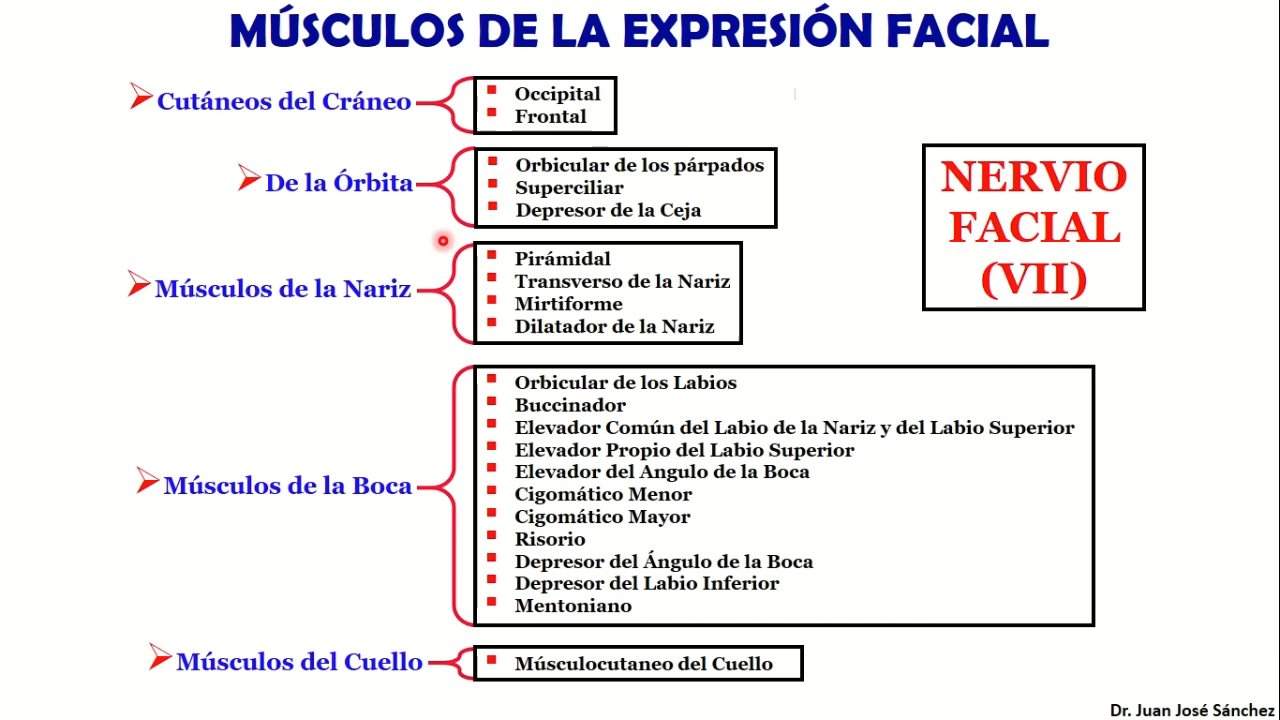 MÚSCULOS DE LA EXPRESIÓN FACIAL
Cutáneos del Cráneo
Occipital
Frontal
De la Órbita
Orbicular de los párpados
Superciliar
Depresor de la Ceja
Músculos de la Nariz
Pirámidal
Transverso de la Nariz
Mirtiforme
Dilatador de la Nariz
NERVIO
FACIAL
(VII)
Músculos de la Boca
Orbicular de los Labios
Buccinador
Elevador Común del Labio de la Nariz y del Labio Superior
Elevador Propio del Labio Superior
Elevador del Angulo de la Boca
Cigomático Menor
Cigomático Mayor
Risorio
Depresor del Ángulo de la Boca
Depresor del Labio Inferior
Mentoniano
Músculos del Cuello
Músculocutaneo del Cuello
Dr. Juan José Sánchez